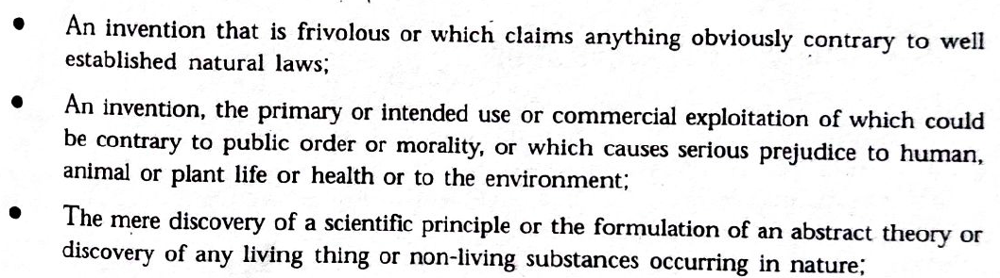 • An invention that is frivolous or which claims anything obviously contrary to well
established natural laws;
• An invention, the primary or intended use or commercial exploitation of which could
be contrary to public order or morality, or which causes serious prejudice to human,
animal or plant life or health or to the environment;
• The mere discovery of a scientific principle or the formulation of an abstract theory or
discovery of any living thing or non-living substances occurring in nature;